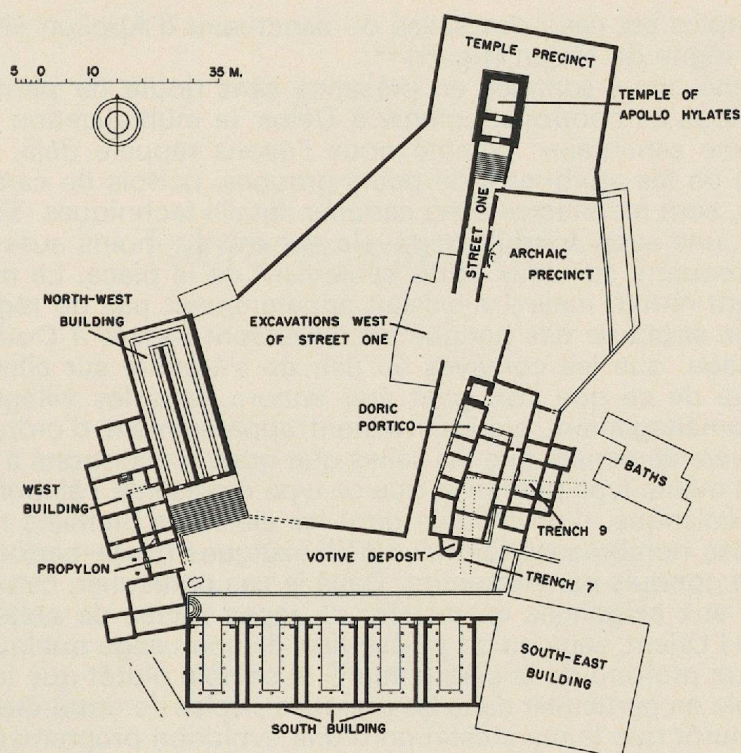 TEMPLE PRECINCT
5 0 10 35 M.
TEMPLE OF
APOLLO HYLATES
STREET ONE
ARCHAIC
PRECINCT
NORTH-WEST
BUILDING
EXCAVATIONS WEST
OF STREET ONE
DORIC
PORTICO
BATHS
WEST
BUILDING
TRENCH 9
PROPYLON
VOTIVE DEPOSIT
TRENCH 7
SOUTH-EAST
BUILDING
SOUTH BUILDING